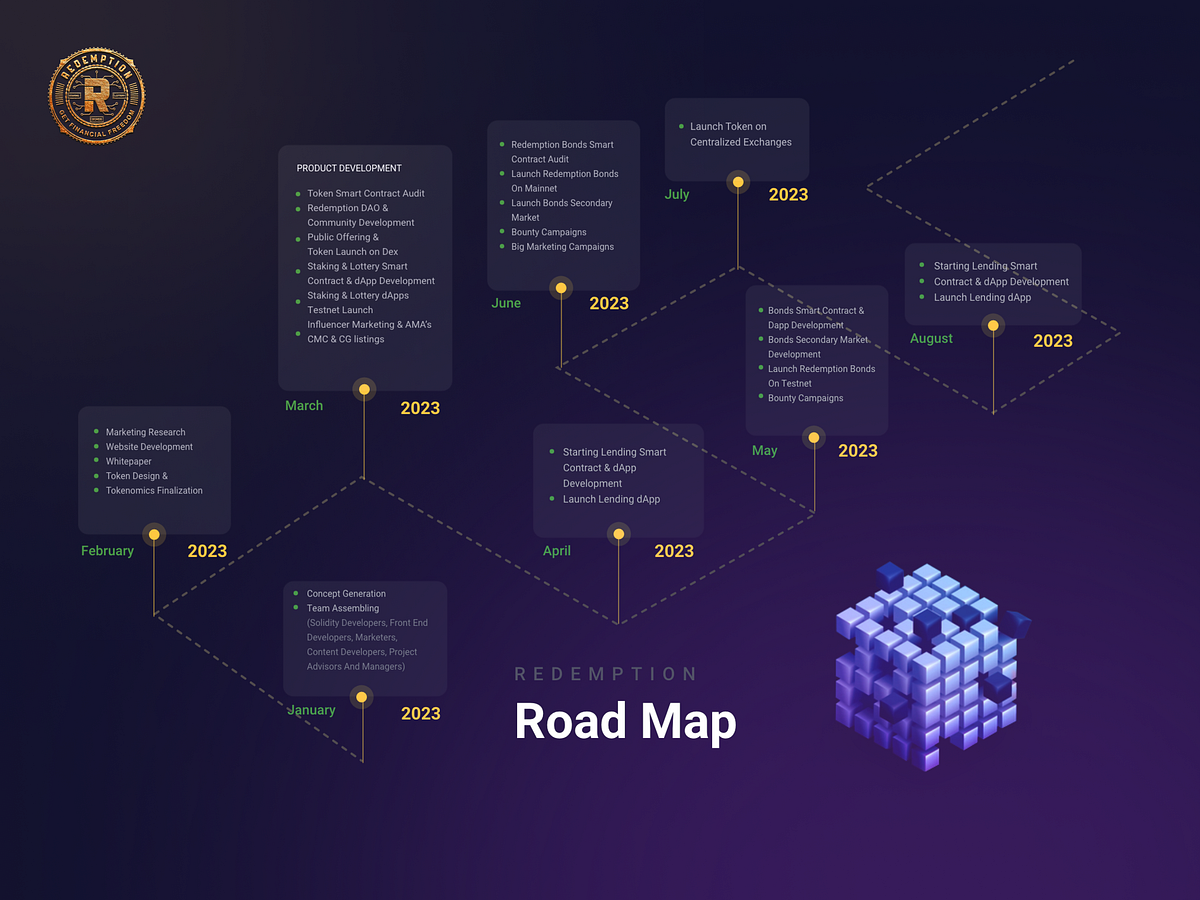 REDEMPTION
R
GET FINANCIAL FREEDOM
Concept Generation
Team Assembling
(Solidity Developers, Front End
Developers, Marketers,
Content Developers, Project
Advisors And Managers)
January 2023
Marketing Research
Website Development
Whitepaper
Token Design &
Tokenomics Finalization
February 2023
PRODUCT DEVELOPMENT
Token Smart Contract Audit
Redemption DAO &
Community Development
Public Offering &
Token Launch on Dex
Staking & Lottery Smart
Contract & dApp Development
Staking & Lottery dApps
Testnet Launch
Influencer Marketing & AMA's
CMC & CG listings
March 2023
Starting Lending Smart
Contract & dApp
Development
Launch Lending dApp
April 2023
Bonds Smart Contract &
Dapp Development
Bonds Secondary Market
Development
Launch Redemption Bonds
On Testnet
Bounty Campaigns
May 2023
Redemption Bonds Smart
Contract Audit
Launch Redemption Bonds
On Mainnet
Launch Bonds Secondary
Market
Bounty Campaigns
Big Marketing Campaigns
June 2023
Launch Token on
Centralized Exchanges
July 2023
Starting Lending Smart
Contract & dApp Development
Launch Lending dApp
August 2023
REDEMPTION
Road Map